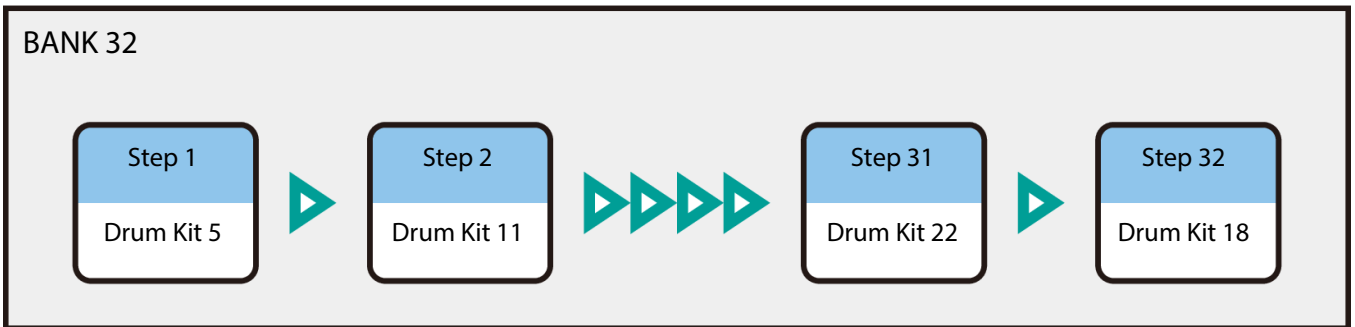 BANK 32
Step 1
Drum Kit 5
Step 2
Drum Kit 11
Step 31
Drum Kit 22
Step 32
Drum Kit 18